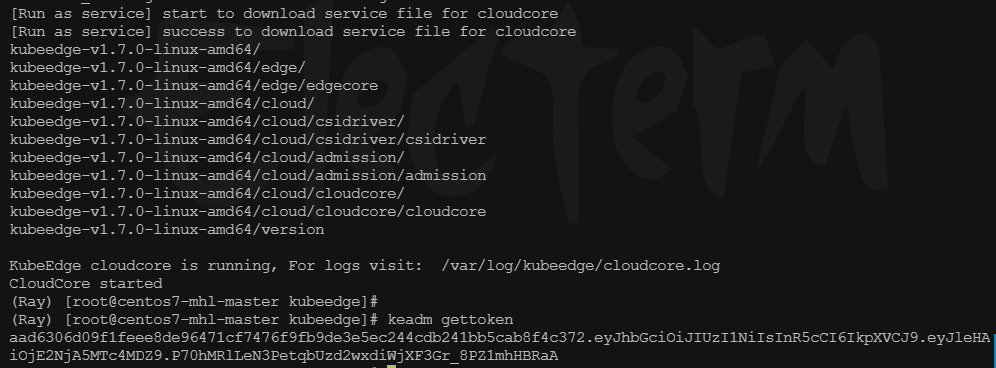 [Run as service] start to download service file for cloudcore
[Run as service] success to download service file for cloudcore
kubeedge-v1.7.0-linux-amd64/
kubeedge-v1.7.0-linux-amd64/edge/
kubeedge-v1.7.0-linux-amd64/edge/edgecore
kubeedge-v1.7.0-linux-amd64/cloud/
kubeedge-v1.7.0-linux-amd64/cloud/csidriver/
kubeedge-v1.7.0-linux-amd64/cloud/csidriver/csidriver
kubeedge-v1.7.0-linux-amd64/cloud/admission/
kubeedge-v1.7.0-linux-amd64/cloud/admission/admission
kubeedge-v1.7.0-linux-amd64/cloud/cloudcore/
kubeedge-v1.7.0-linux-amd64/cloud/cloudcore/cloudcore
kubeedge-v1.7.0-linux-amd64/version
KubeEdge cloudcore is running, For logs visit:  /var/log/kubeedge/cloudcore.log
CloudCore started
(Ray) [root@centos7-mhl-master kubeedge]#
(Ray) [root@centos7-mhl-master kubeedge]# keadm gettoken
aad6306d09f1feee8de96471cf7476f9fb9de3e5ec244cdb241bb5cab8f4c372.eyJhbGciOiJIUzI1NiIsInR5cCI6IkpXVCJ9.eyJleHA
iOjE2NjA5MTc4MDZ9.P70hMRlLeN3PetqbUzd2wxdiWjXF3Gr_8PZ1mhHBRaA